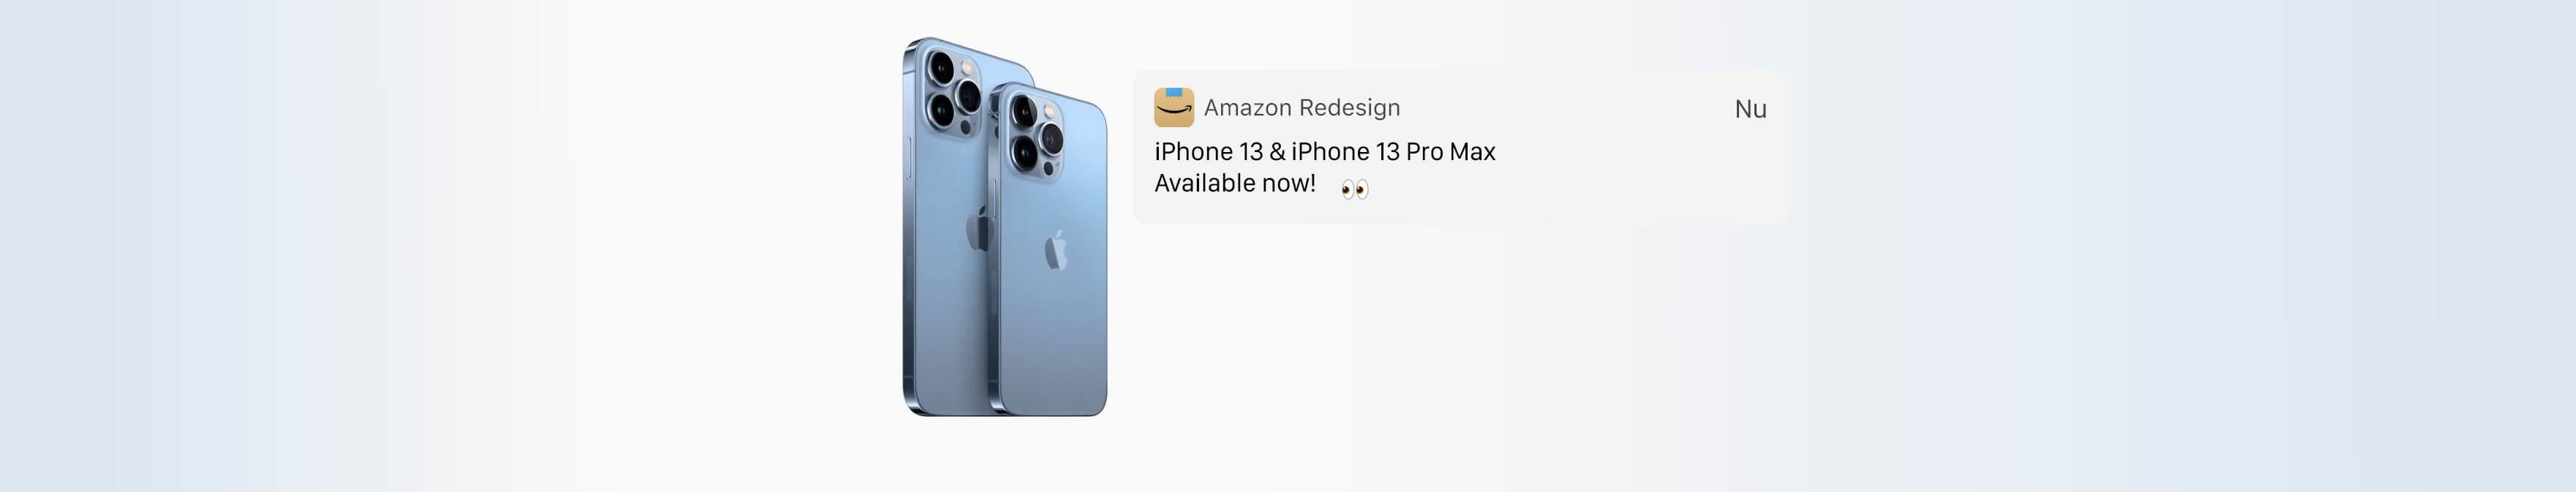 Amazon Redesign
Nu
iPhone 13 & iPhone 13 Pro Max
Available now! 👀